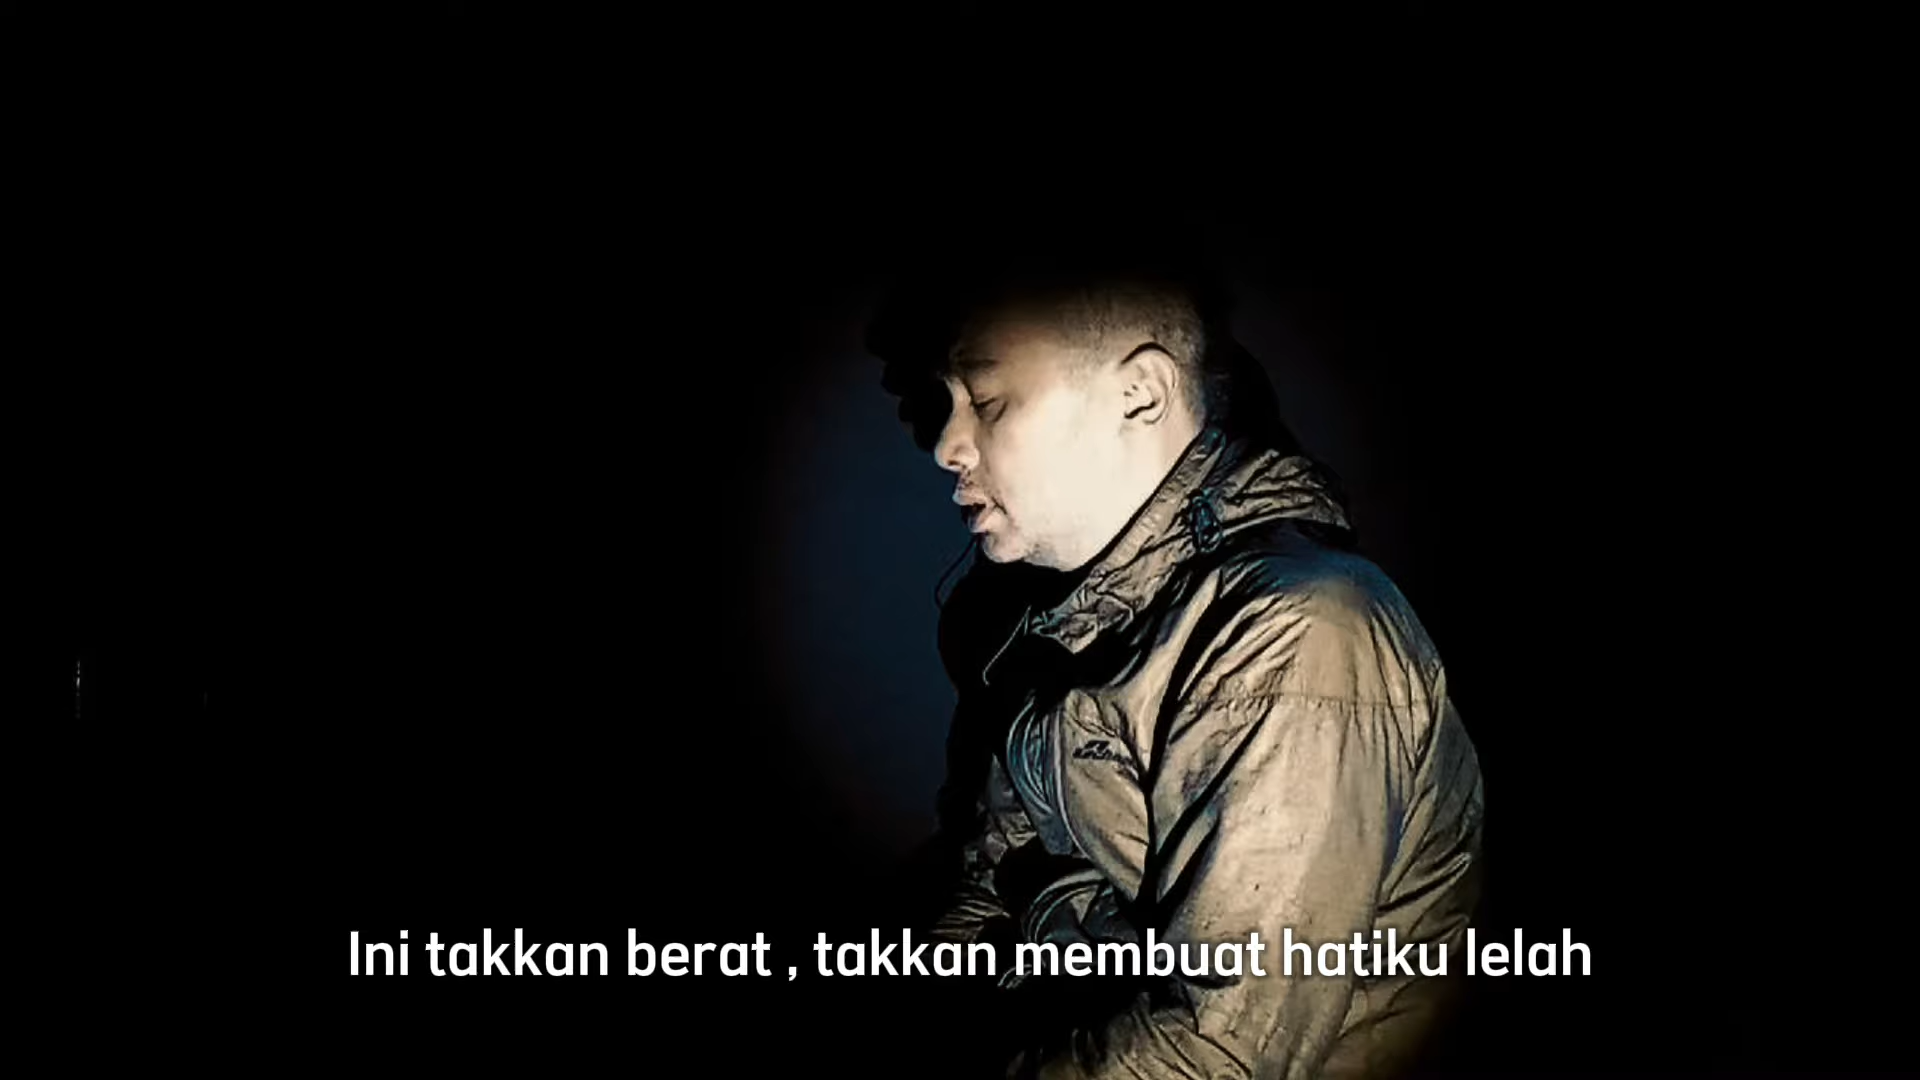 Ini takkan berat , takkan membuat hatiku lelah